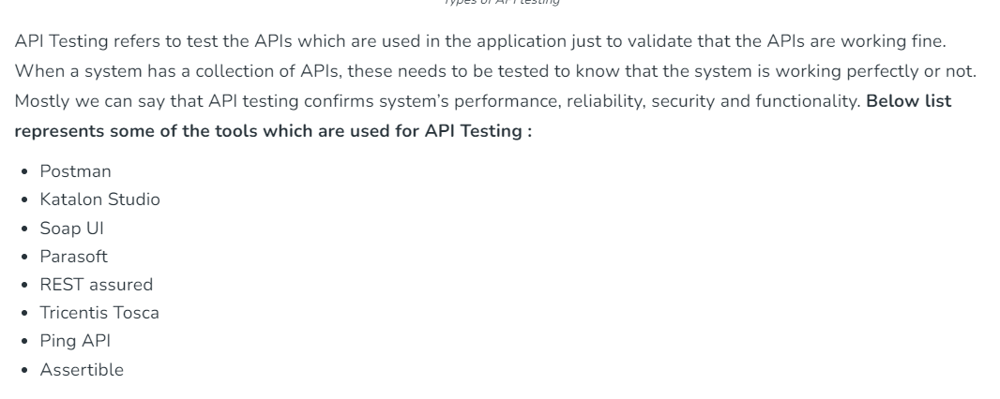 Types of API testing
API Testing refers to test the APIs which are used in the application just to validate that the APIs are working fine.
When a system has a collection of APIs, these needs to be tested to know that the system is working perfectly or not.
Mostly we can say that API testing confirms system’s performance, reliability, security and functionality. Below list
represents some of the tools which are used for API Testing :
• Postman
• Katalon Studio
• Soap UI
• Parasoft
• REST assured
• Tricentis Tosca
• Ping API
• Assertible